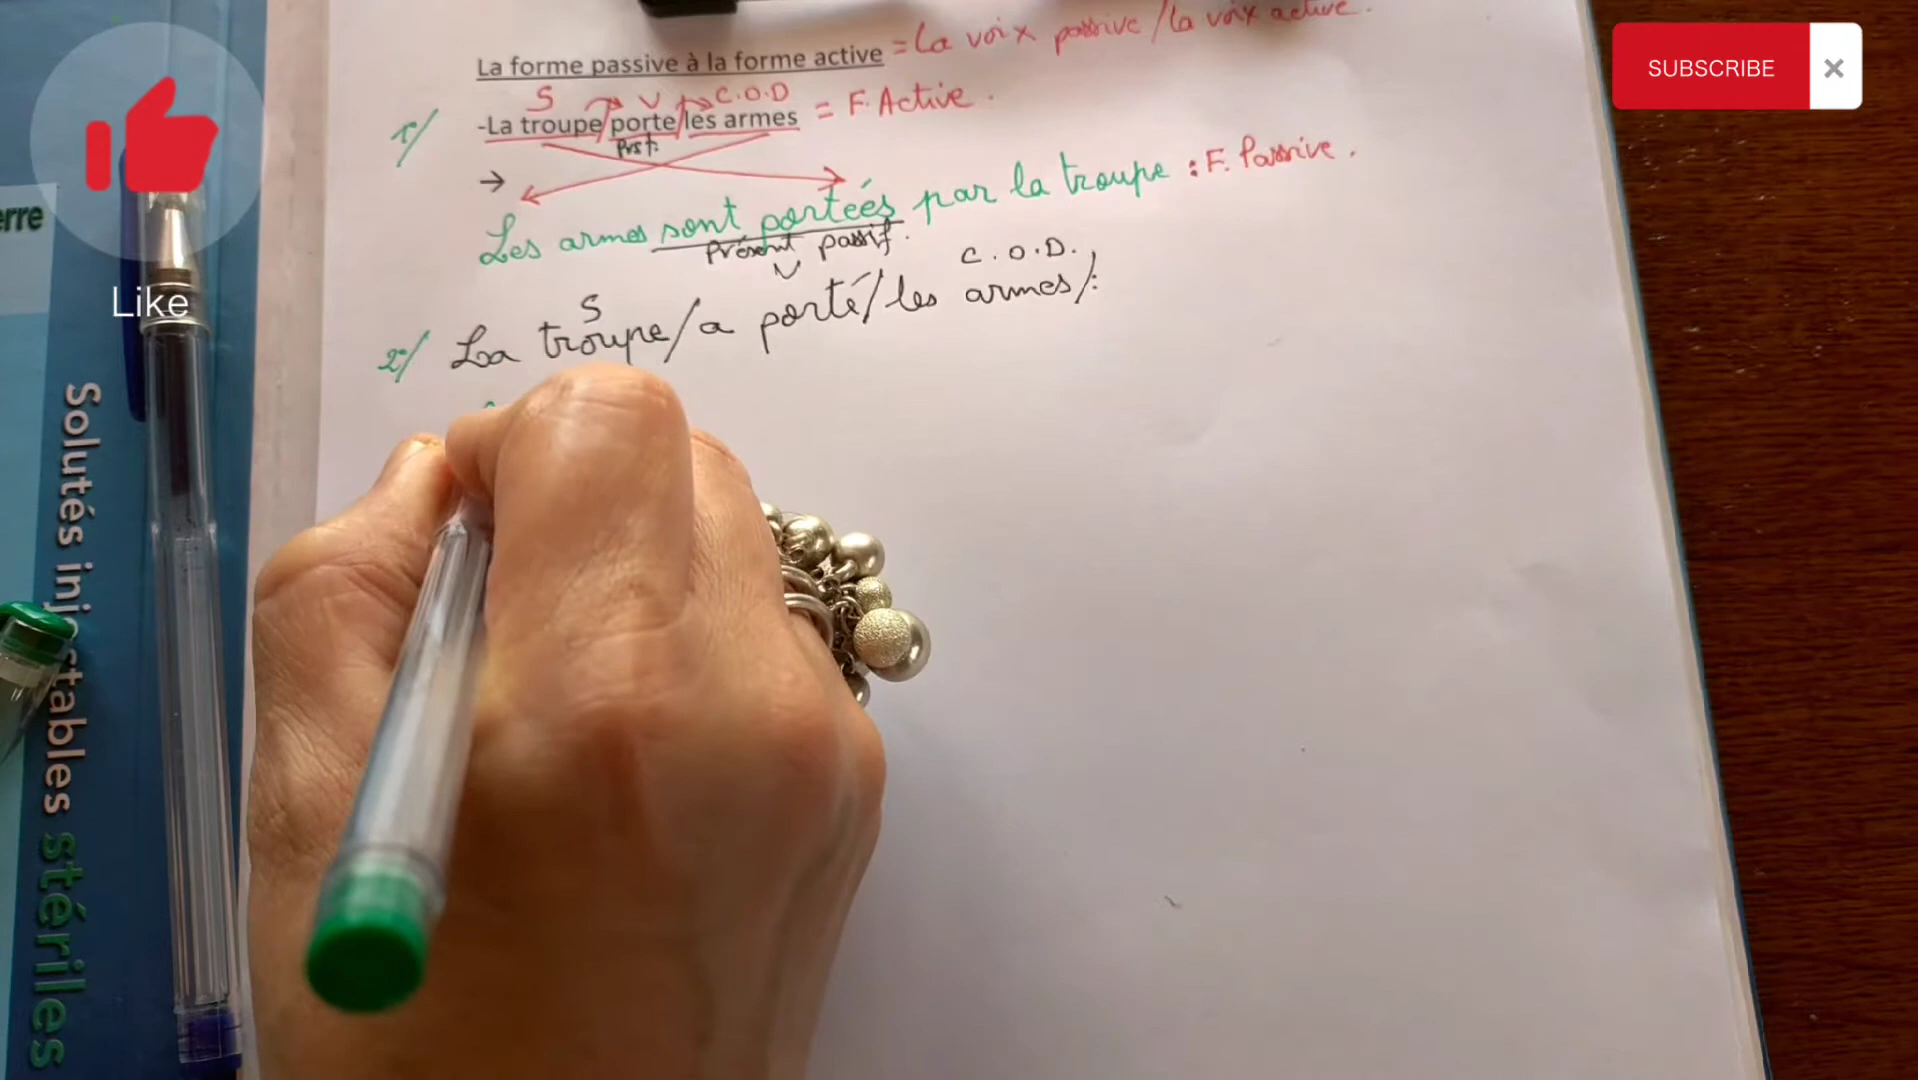 La forme passive à la forme active = La voix passive / la voix active.
S V C.O.D
1°/ -La troupe/porte/les armes = F. Active.
Prst.
→
Les armes sont portées par la troupe : F. Passive.
Présent passif.
S V C.O.D.
2°/ La troupe/a porté/les armes/:
Like
SUBSCRIBE
erre
Solutés injectables stérilles